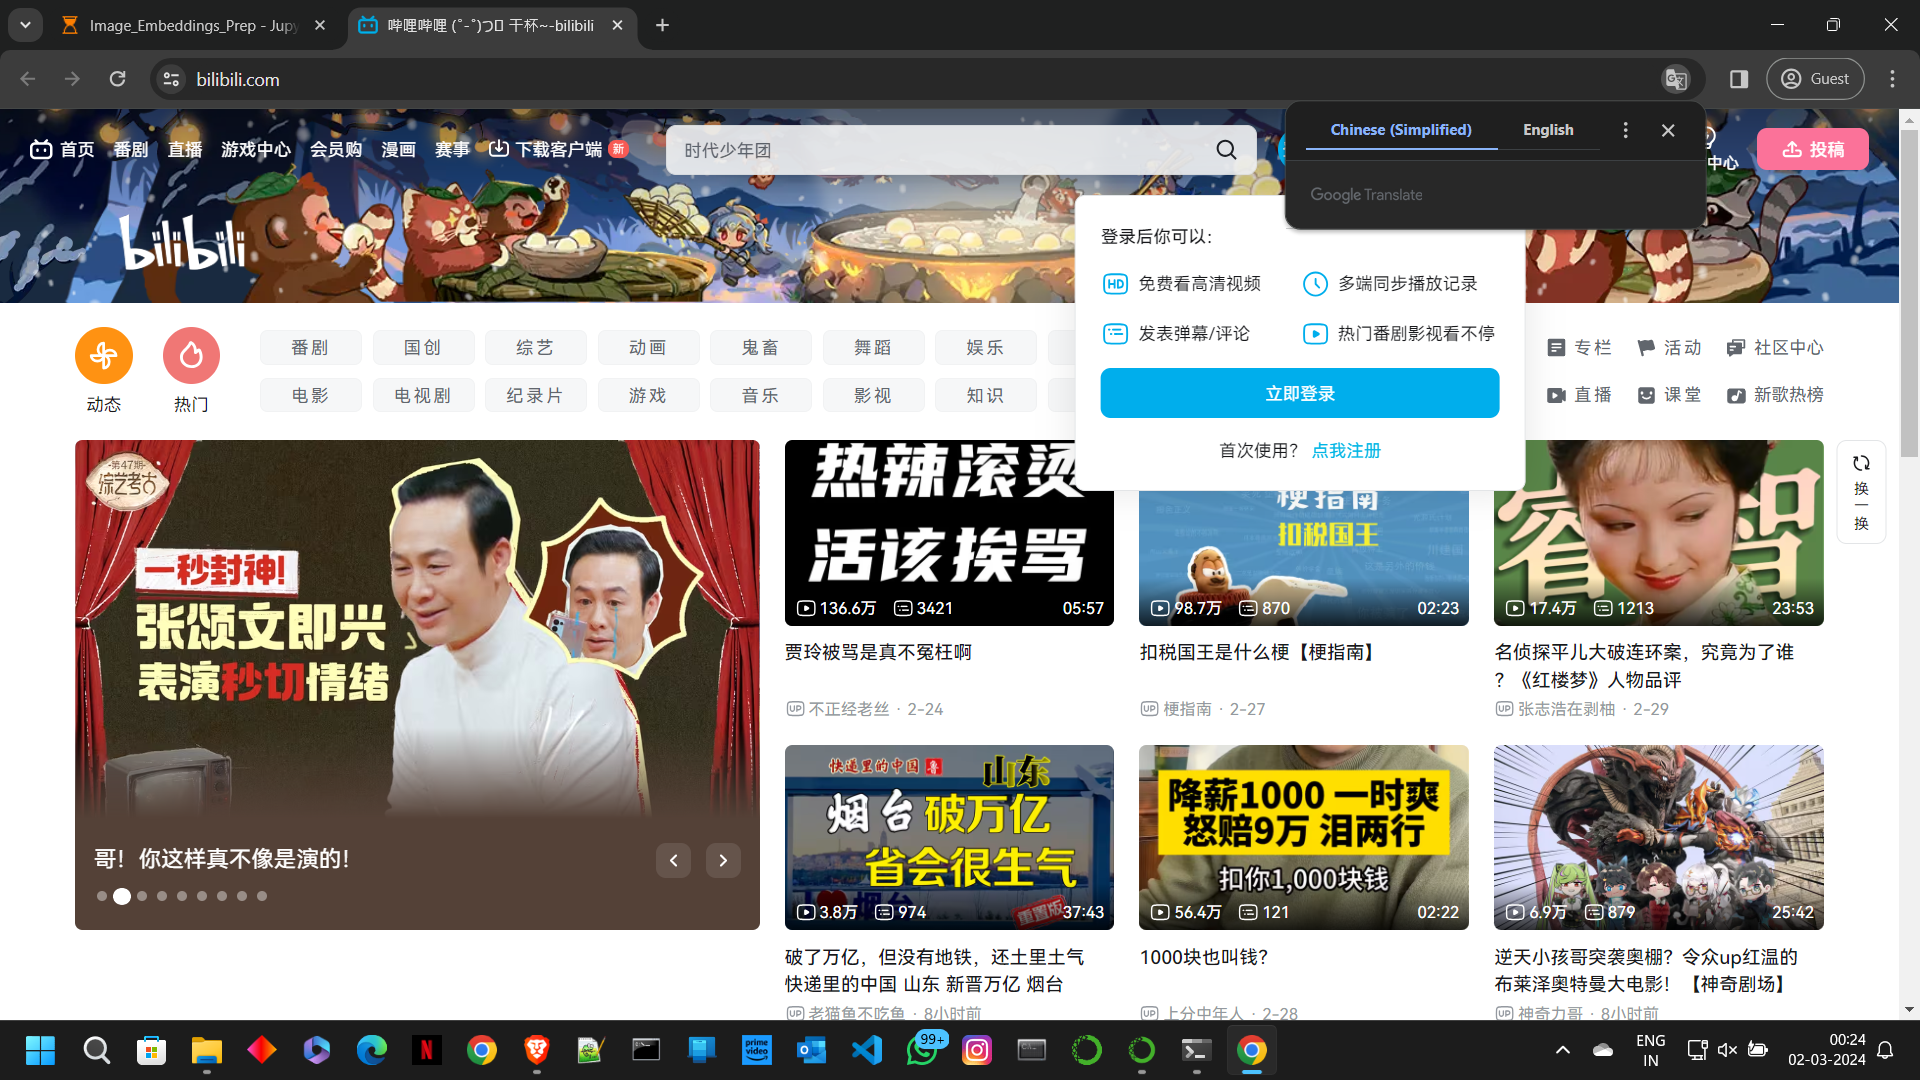 Image_Embeddings_Prep - Jupy
哔哩哔哩 (゜-゜)つロ 干杯~-bilibili
bilibili.com
Guest
首页 番剧 直播 游戏中心 会员购 漫画 赛事 下载客户端 新
时代少年团
Chinese (Simplified) English
Google Translate
中心
投稿
bilibili
登录后你可以：
免费看高清视频 多端同步播放记录
发表弹幕/评论 热门番剧影视看不停
立即登录
首次使用？ 点我注册
动态 热门
番剧 国创 综艺 动画 鬼畜 舞蹈 娱乐
电影 电视剧 纪录片 游戏 音乐 影视 知识
专栏 活动 社区中心
直播 课堂 新歌热榜
第47期
综艺考古
一秒封神!
张颂文即兴
表演秒切情绪
哥！你这样真不像是演的！
热辣滚烫
活该挨骂
136.6万 3421 05:57
贾玲被骂是真不冤枉啊
UP 不正经老丝 · 2-24
梗指南
扣税国王
98.7万 870 02:23
扣税国王是什么梗【梗指南】
UP 梗指南 · 2-27
睿智
17.4万 1213 23:53
名侦探平儿大破连环案，究竟为了谁
？《红楼梦》人物品评
UP 张志浩在剥柚 · 2-29
换一换
快递里的中国 鲁 山东
烟台破万亿
省会很生气
重置版
3.8万 974 37:43
破了万亿，但没有地铁，还土里土气
快递里的中国 山东 新晋万亿 烟台
UP 老猫鱼不吃鱼 · 8小时前
降薪1000 一时爽
怒赔9万 泪两行
扣你1,000块钱
56.4万 121 02:22
1000块也叫钱?
UP 上分中年人 · 2-28
6.9万 879 25:42
逆天小孩哥突袭奥棚？令众up红温的
布莱泽奥特曼大电影！【神奇剧场】
UP 神奇力哥 · 8小时前
N
prime video
99+
ENG
IN
00:24
02-03-2024